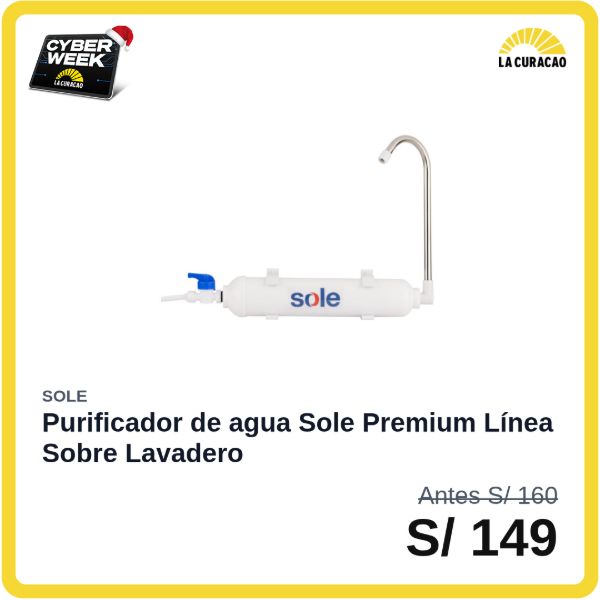 CYBER
WEEK
LA CURACAO
LA CURACAO
sole
SOLE
Purificador de agua Sole Premium Línea
Sobre Lavadero
Antes S/ 160
S/ 149